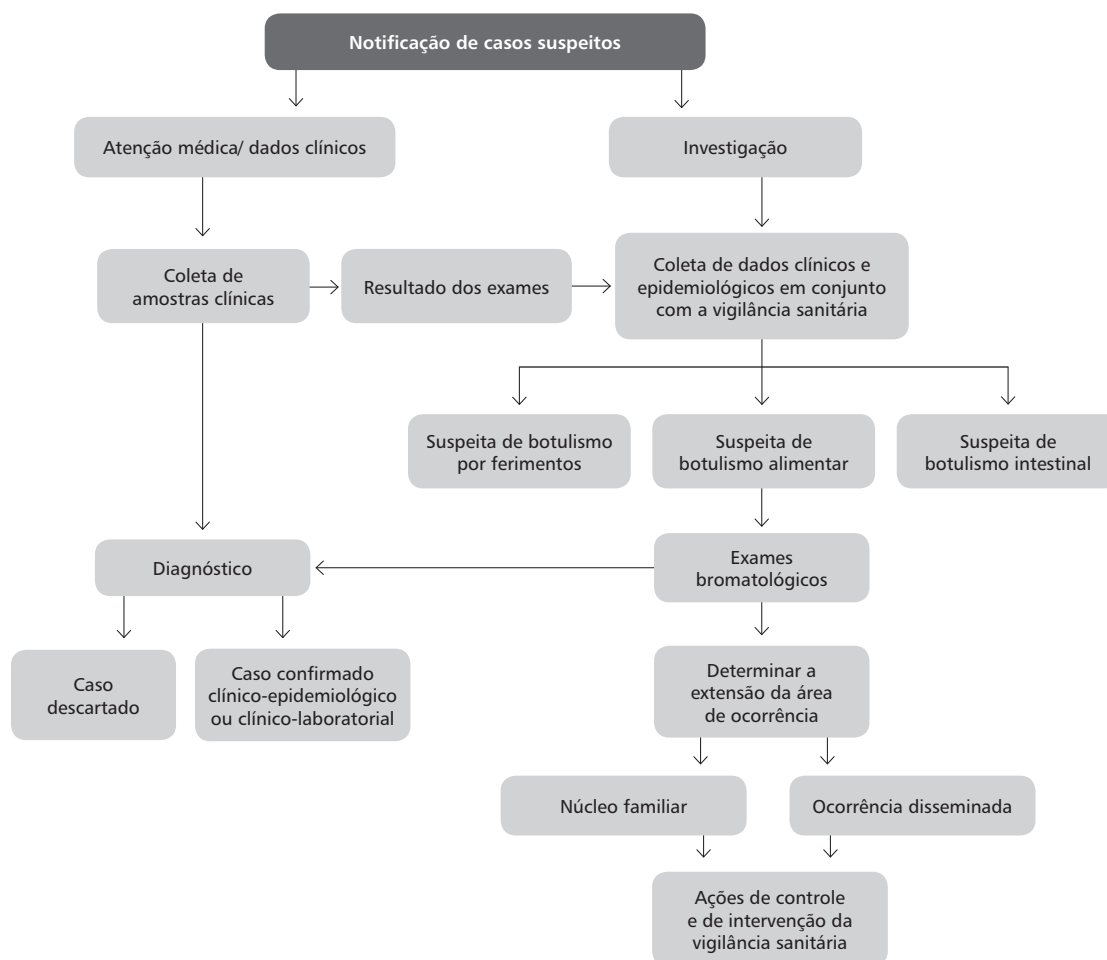 Notificação de casos suspeitos
Atenção médica/ dados clínicos
Investigação
Coleta de
amostras clínicas
Resultado dos exames
Coleta de dados clínicos e
epidemiológicos em conjunto
com a vigilância sanitária
Suspeita de botulismo
por ferimentos
Suspeita de
botulismo alimentar
Suspeita de
botulismo intestinal
Diagnóstico
Exames
bromatológicos
Caso
descartado
Caso confirmado
clínico-epidemiológico
ou clínico-laboratorial
Determinar a
extensão da área
de ocorrência
Núcleo familiar
Ocorrência disseminada
Ações de controle
e de intervenção da
vigilância sanitária